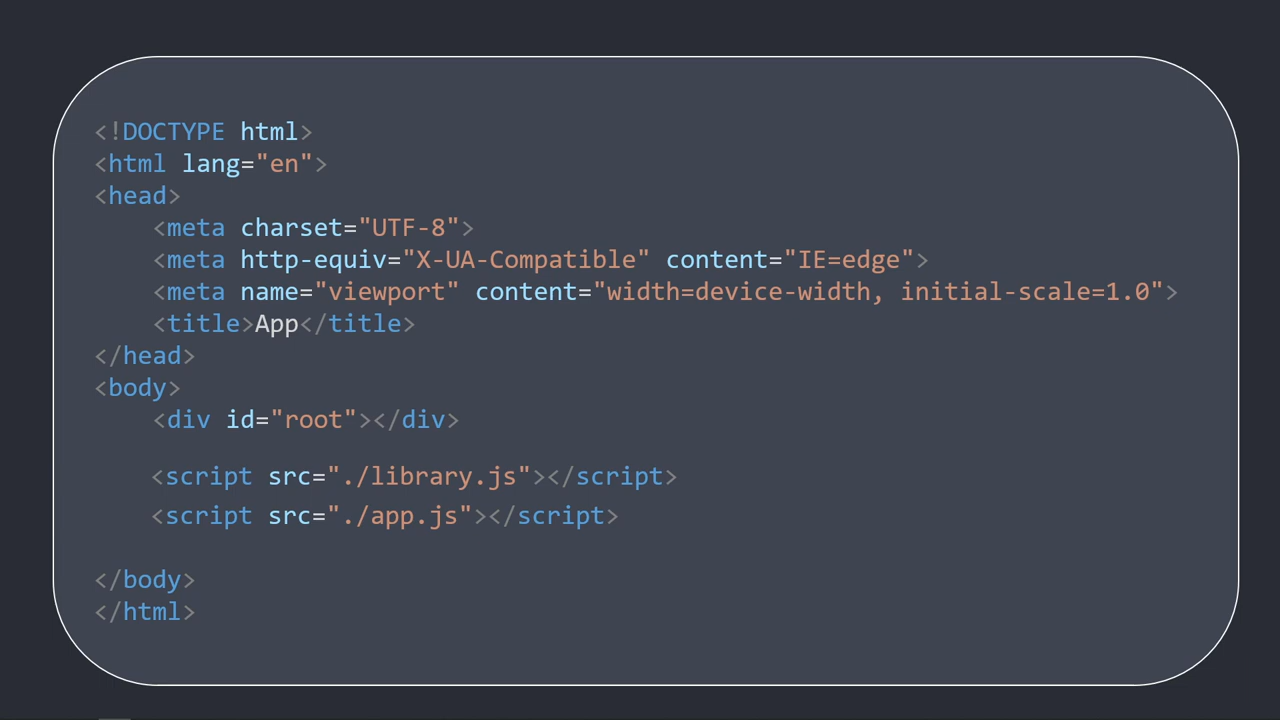 <!DOCTYPE html>
<html lang="en">
<head>
    <meta charset="UTF-8">
    <meta http-equiv="X-UA-Compatible" content="IE=edge">
    <meta name="viewport" content="width=device-width, initial-scale=1.0">
    <title>App</title>
</head>
<body>
    <div id="root"></div>
    <script src="./library.js"></script>
    <script src="./app.js"></script>
</body>
</html>